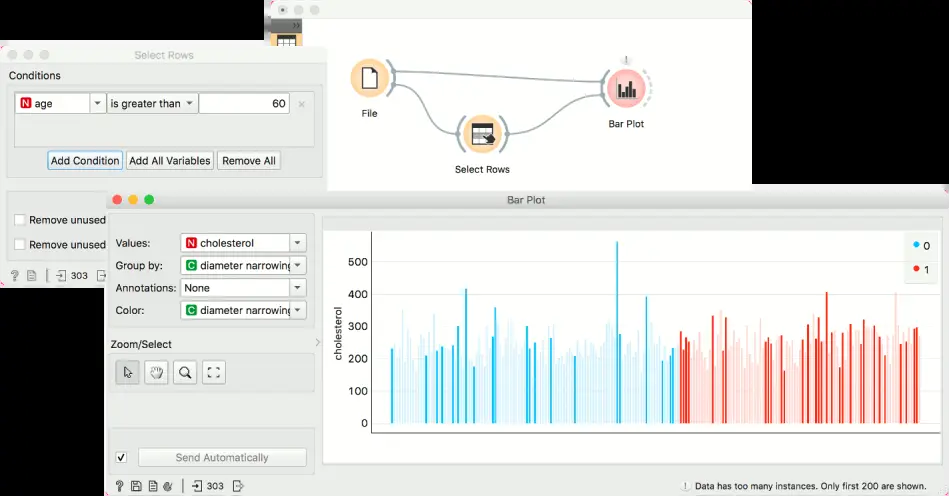 Select Rows
Conditions
N age
is greater than
60
Add Condition
Add All Variables
Remove All
Remove unused
Remove unused
? 303
File
Select Rows
!
Bar Plot
Bar Plot
Values: N cholesterol
Group by: C diameter narrowing
Annotations: None
Color: C diameter narrowing
Zoom/Select
Send Automatically
? 303
cholesterol
500
400
300
200
100
0
0
1
! Data has too many instances. Only first 200 are shown.